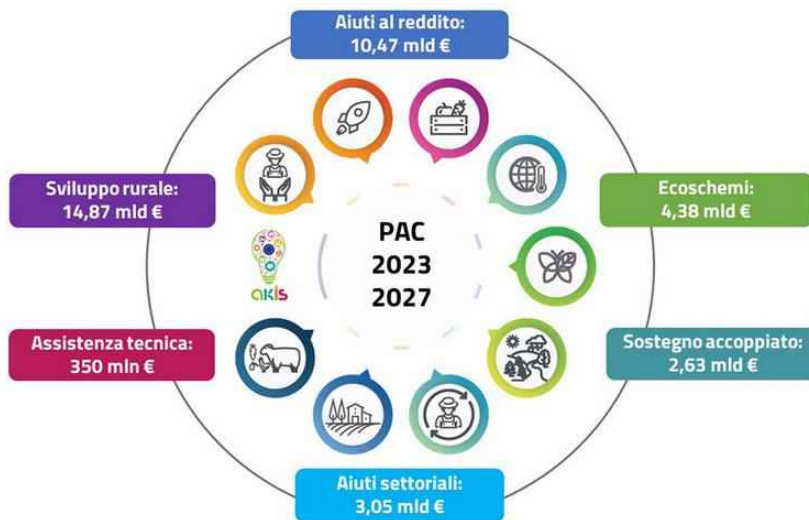 Aiuti al reddito:
10,47 mld €
Sviluppo rurale:
14,87 mld €
Ecoschemi:
4,38 mld €
PAC
2023
2027
akis
Assistenza tecnica:
350 mln €
Sostegno accoppiato:
2,63 mld €
Aiuti settoriali:
3,05 mld €